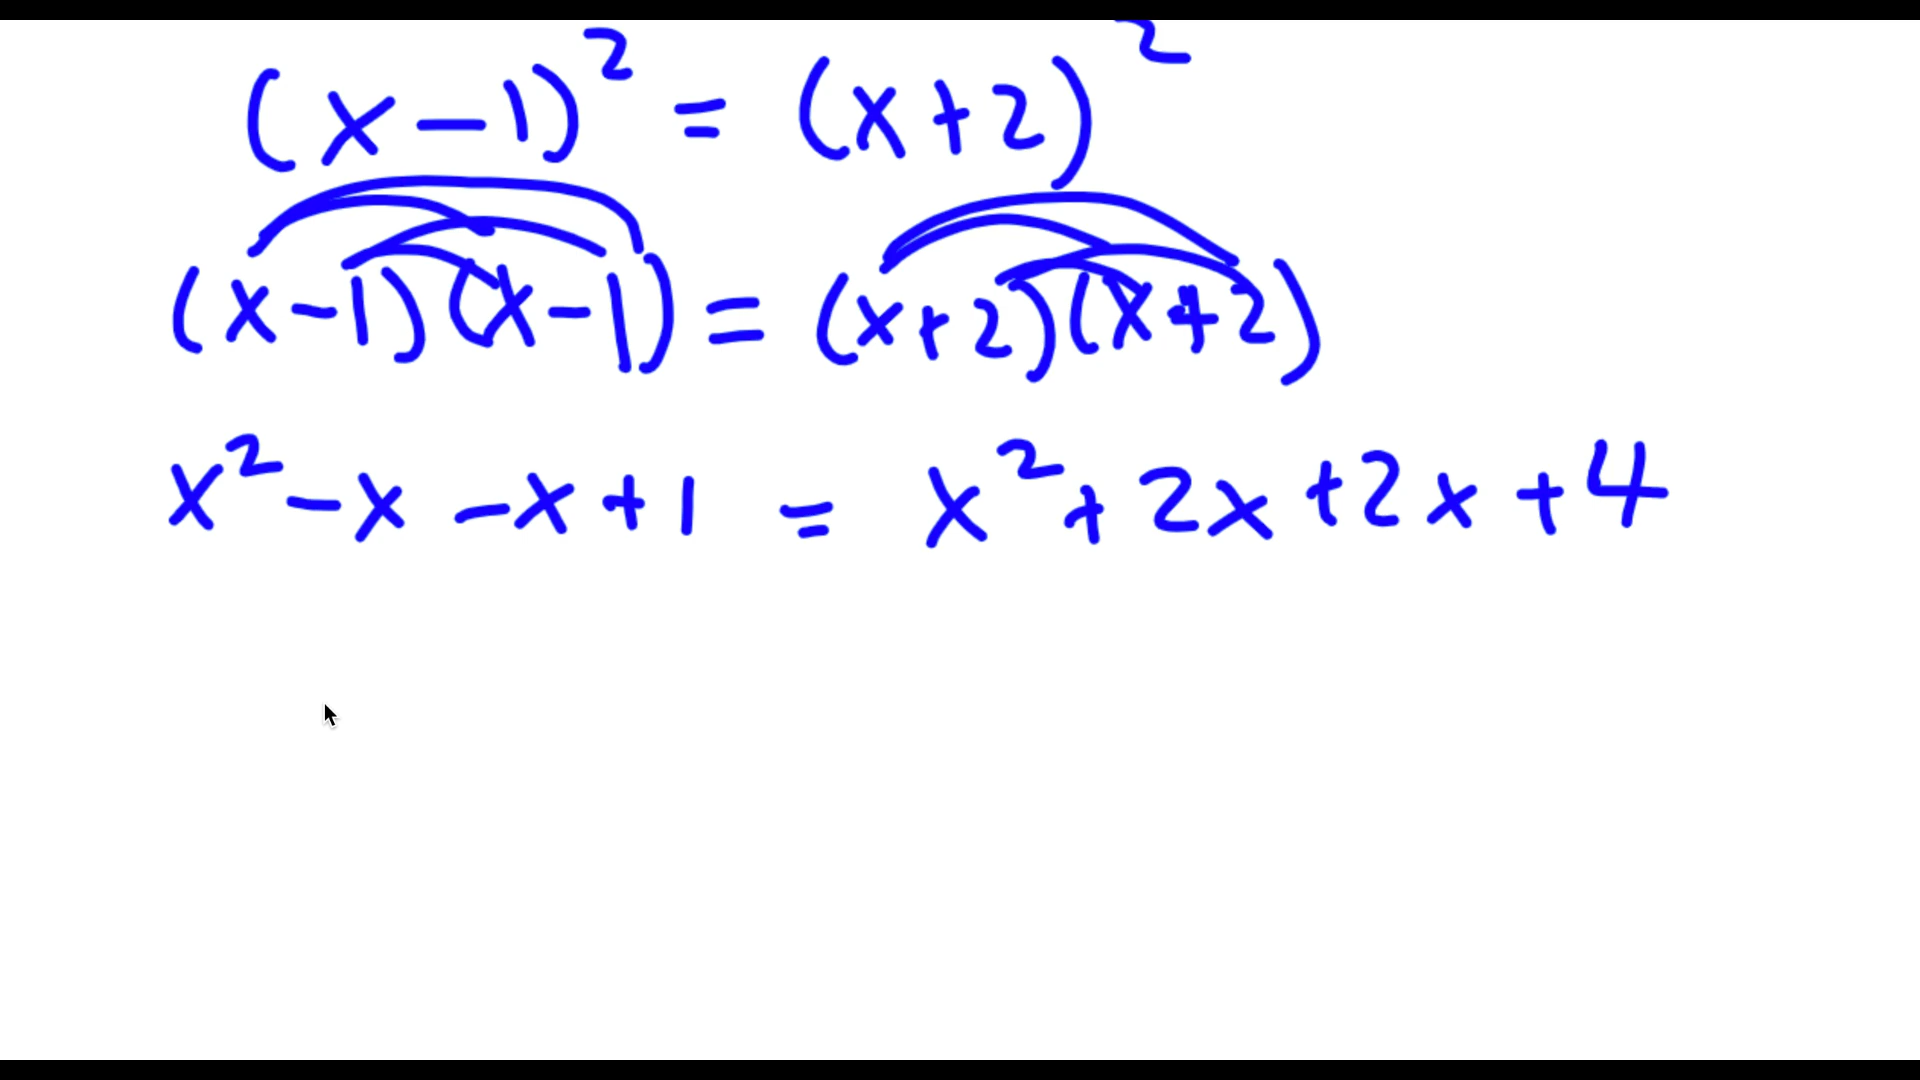 (x-1)² = (x+2)²
(x-1)(x-1) = (x+2)(x+2)
x²-x-x+1 = x²+2x+2x+4